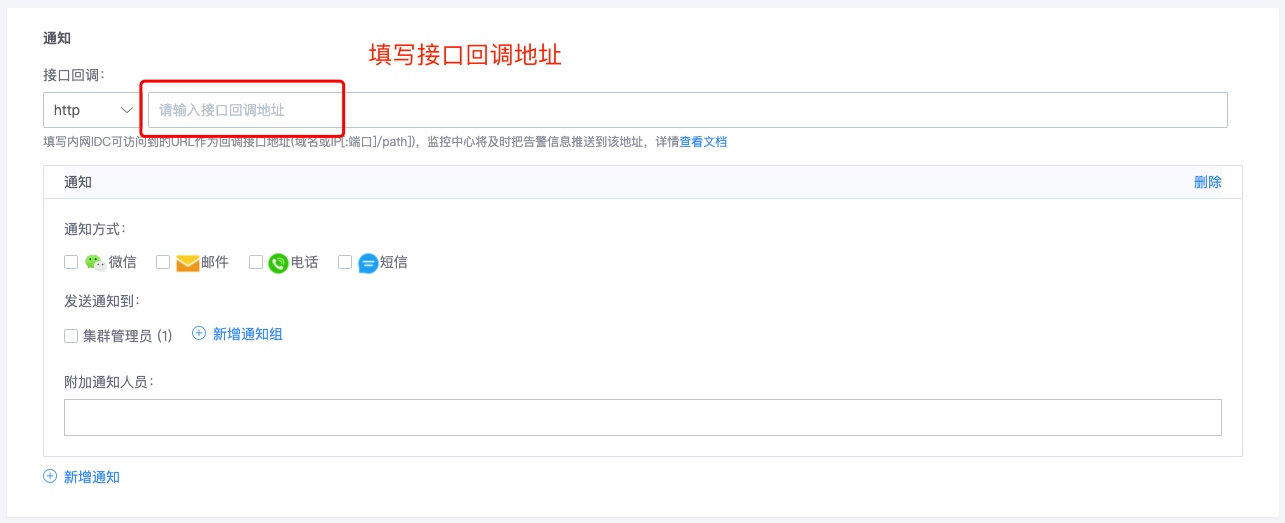 通知
填写接口回调地址
接口回调：
http 请输入接口回调地址
填写内网IDC可访问到的URL作为回调接口地址(域名或IP[:端口]/path])，监控中心将及时把告警信息推送到该地址，详情查看文档
通知 删除
通知方式：
微信 邮件 电话 短信
发送通知到：
集群管理员 (1) 新增通知组
附加通知人员：
新增通知